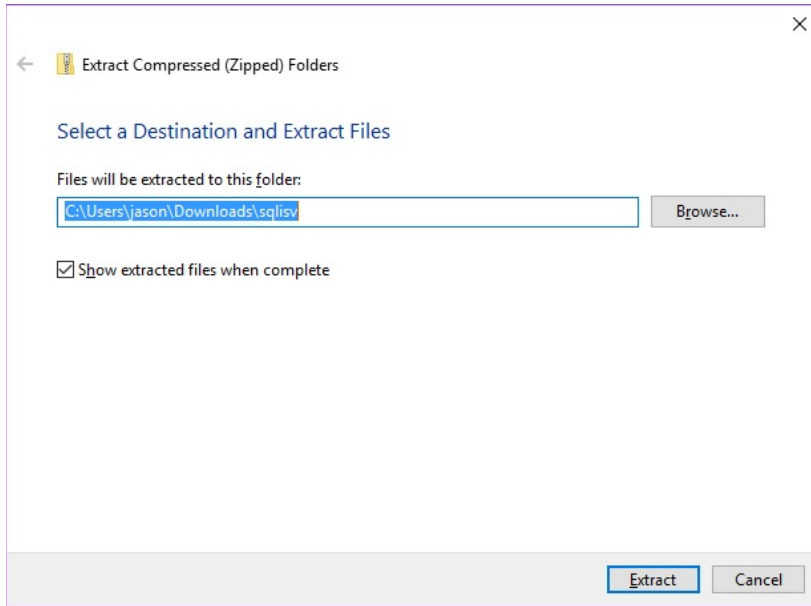 Extract Compressed (Zipped) Folders
Select a Destination and Extract Files
Files will be extracted to this folder:
C:\Users\jason\Downloads\sqlisv
Browse...
Show extracted files when complete
Extract
Cancel